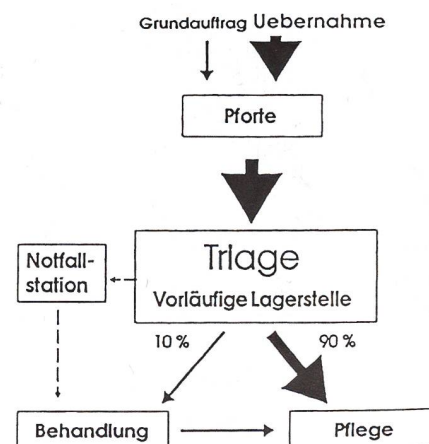 Grundauftrag Uebernahme
Pforte
Triage
Vorläufige Lagerstelle
Notfall-
station
10 %
90 %
Behandlung
Pflege